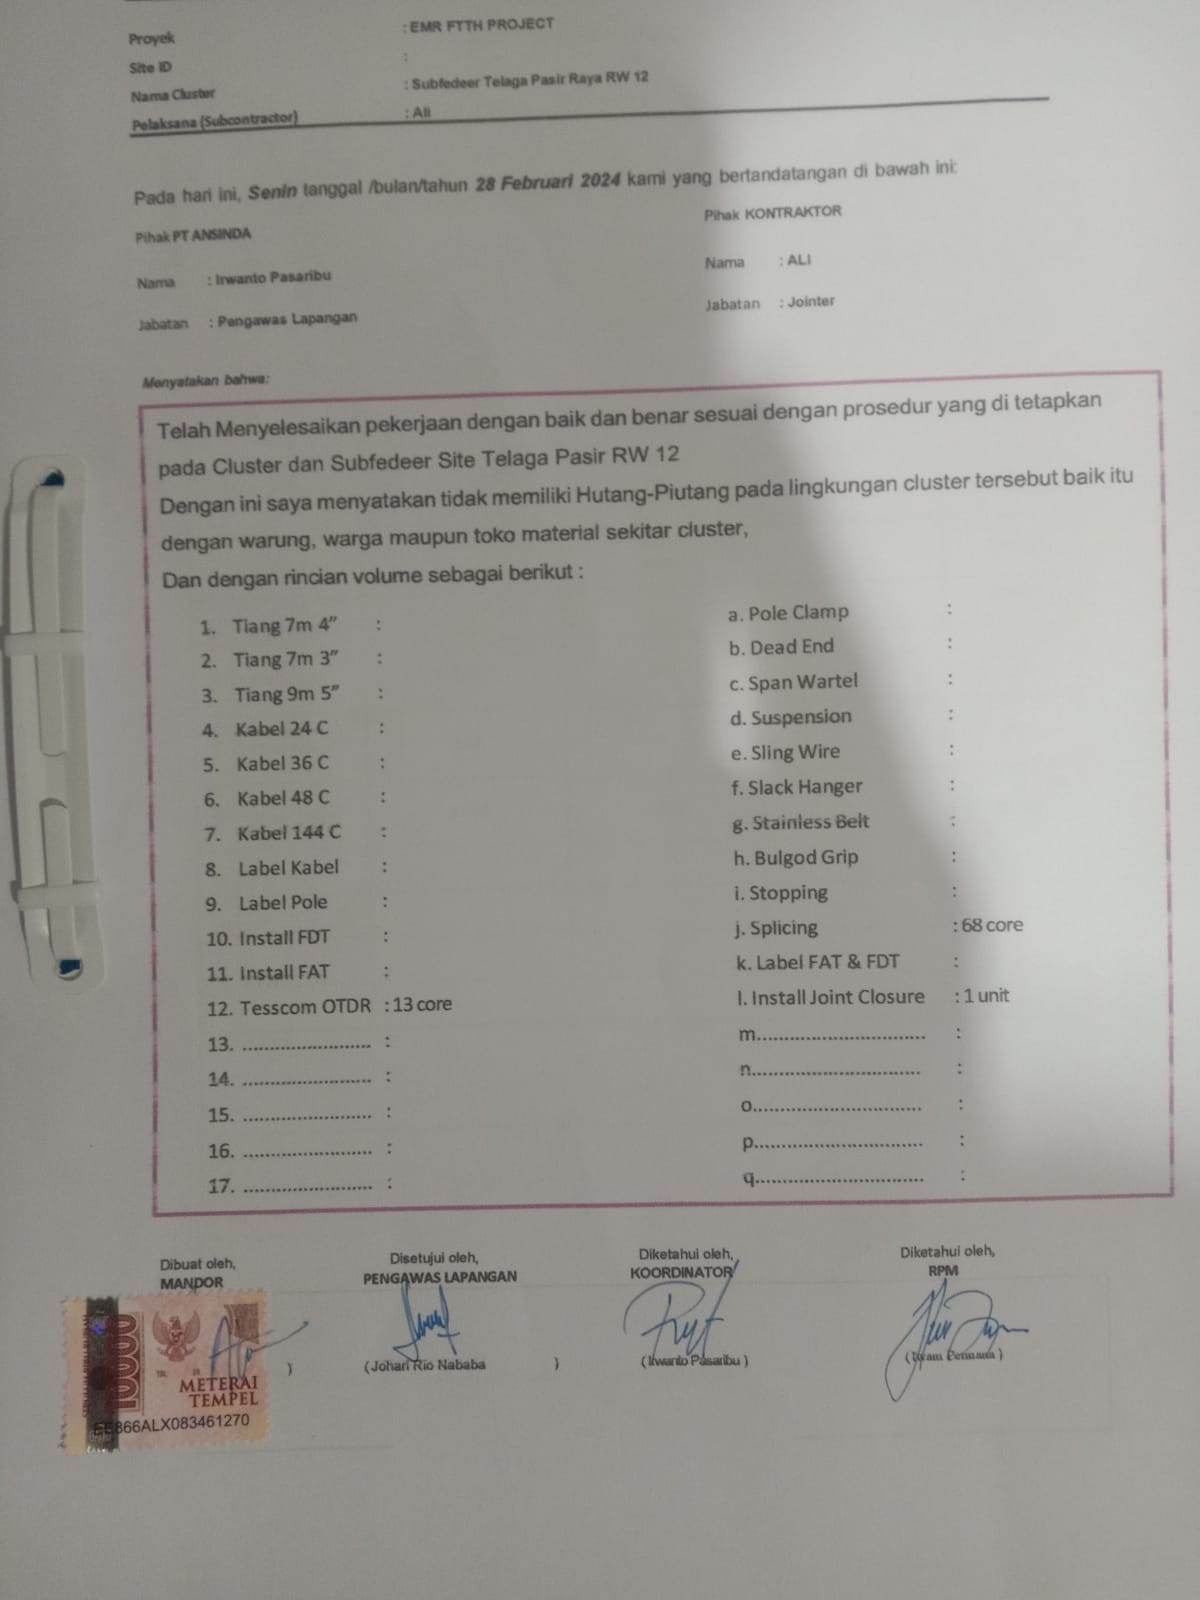 Proyek : EMR FTTH PROJECT
Site ID :
Nama Cluster : Subfedeer Telaga Pasir Raya RW 12
Pelaksana (Subcontractor) : Ali
Pada hari ini, Senin tanggal /bulan/tahun 28 Februari 2024 kami yang bertandatangan di bawah ini:
Pihak PT ANSINDA
Nama : Irwanto Pasaribu
Jabatan : Pengawas Lapangan
Pihak KONTRAKTOR
Nama : ALI
Jabatan : Jointer
Menyatakan bahwa:
Telah Menyelesaikan pekerjaan dengan baik dan benar sesuai dengan prosedur yang di tetapkan
pada Cluster dan Subfedeer Site Telaga Pasir RW 12
Dengan ini saya menyatakan tidak memiliki Hutang-Piutang pada lingkungan cluster tersebut baik itu
dengan warung, warga maupun toko material sekitar cluster,
Dan dengan rincian volume sebagai berikut :
1. Tiang 7m 4” :
2. Tiang 7m 3” :
3. Tiang 9m 5” :
4. Kabel 24 C :
5. Kabel 36 C :
6. Kabel 48 C :
7. Kabel 144 C :
8. Label Kabel :
9. Label Pole :
10. Install FDT :
11. Install FAT :
12. Tesscom OTDR : 13 core
13. ........................ :
14. ........................ :
15. ........................ :
16. ........................ :
17. ........................ :
a. Pole Clamp :
b. Dead End :
c. Span Wartel :
d. Suspension :
e. Sling Wire :
f. Slack Hanger :
g. Stainless Belt :
h. Bulgod Grip :
i. Stopping :
j. Splicing : 68 core
k. Label FAT & FDT :
l. Install Joint Closure : 1 unit
m............................... :
n............................... :
o............................... :
p............................... :
q............................... :
Dibuat oleh,
MANDOR
)
10000
METERAI
TEMPEL
EE866ALX083461270
Disetujui oleh,
PENGAWAS LAPANGAN
(Johari Rio Nababa )
Diketahui oleh,
KOORDINATOR
( Irwanto Pasaribu )
Diketahui oleh,
RPM
( Permana )